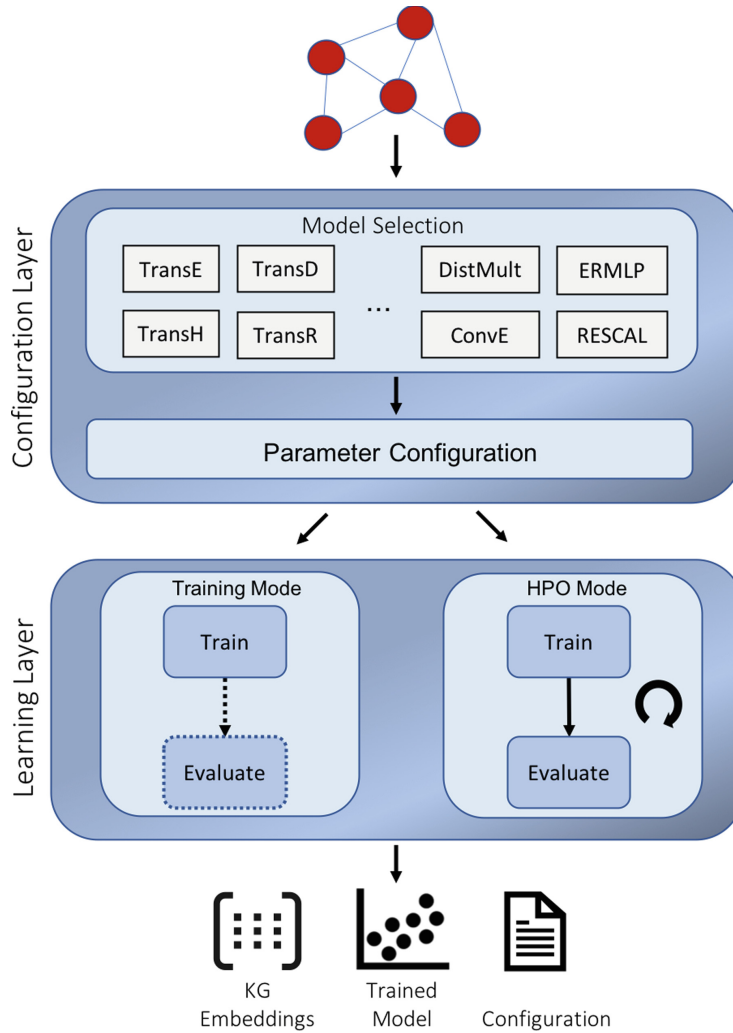 Configuration Layer
Model Selection
TransE TransD DistMult ERMLP
...
TransH TransR ConvE RESCAL
Parameter Configuration
Learning Layer
Training Mode HPO Mode
Train Train
Evaluate Evaluate
KG Trained
Embeddings Model Configuration